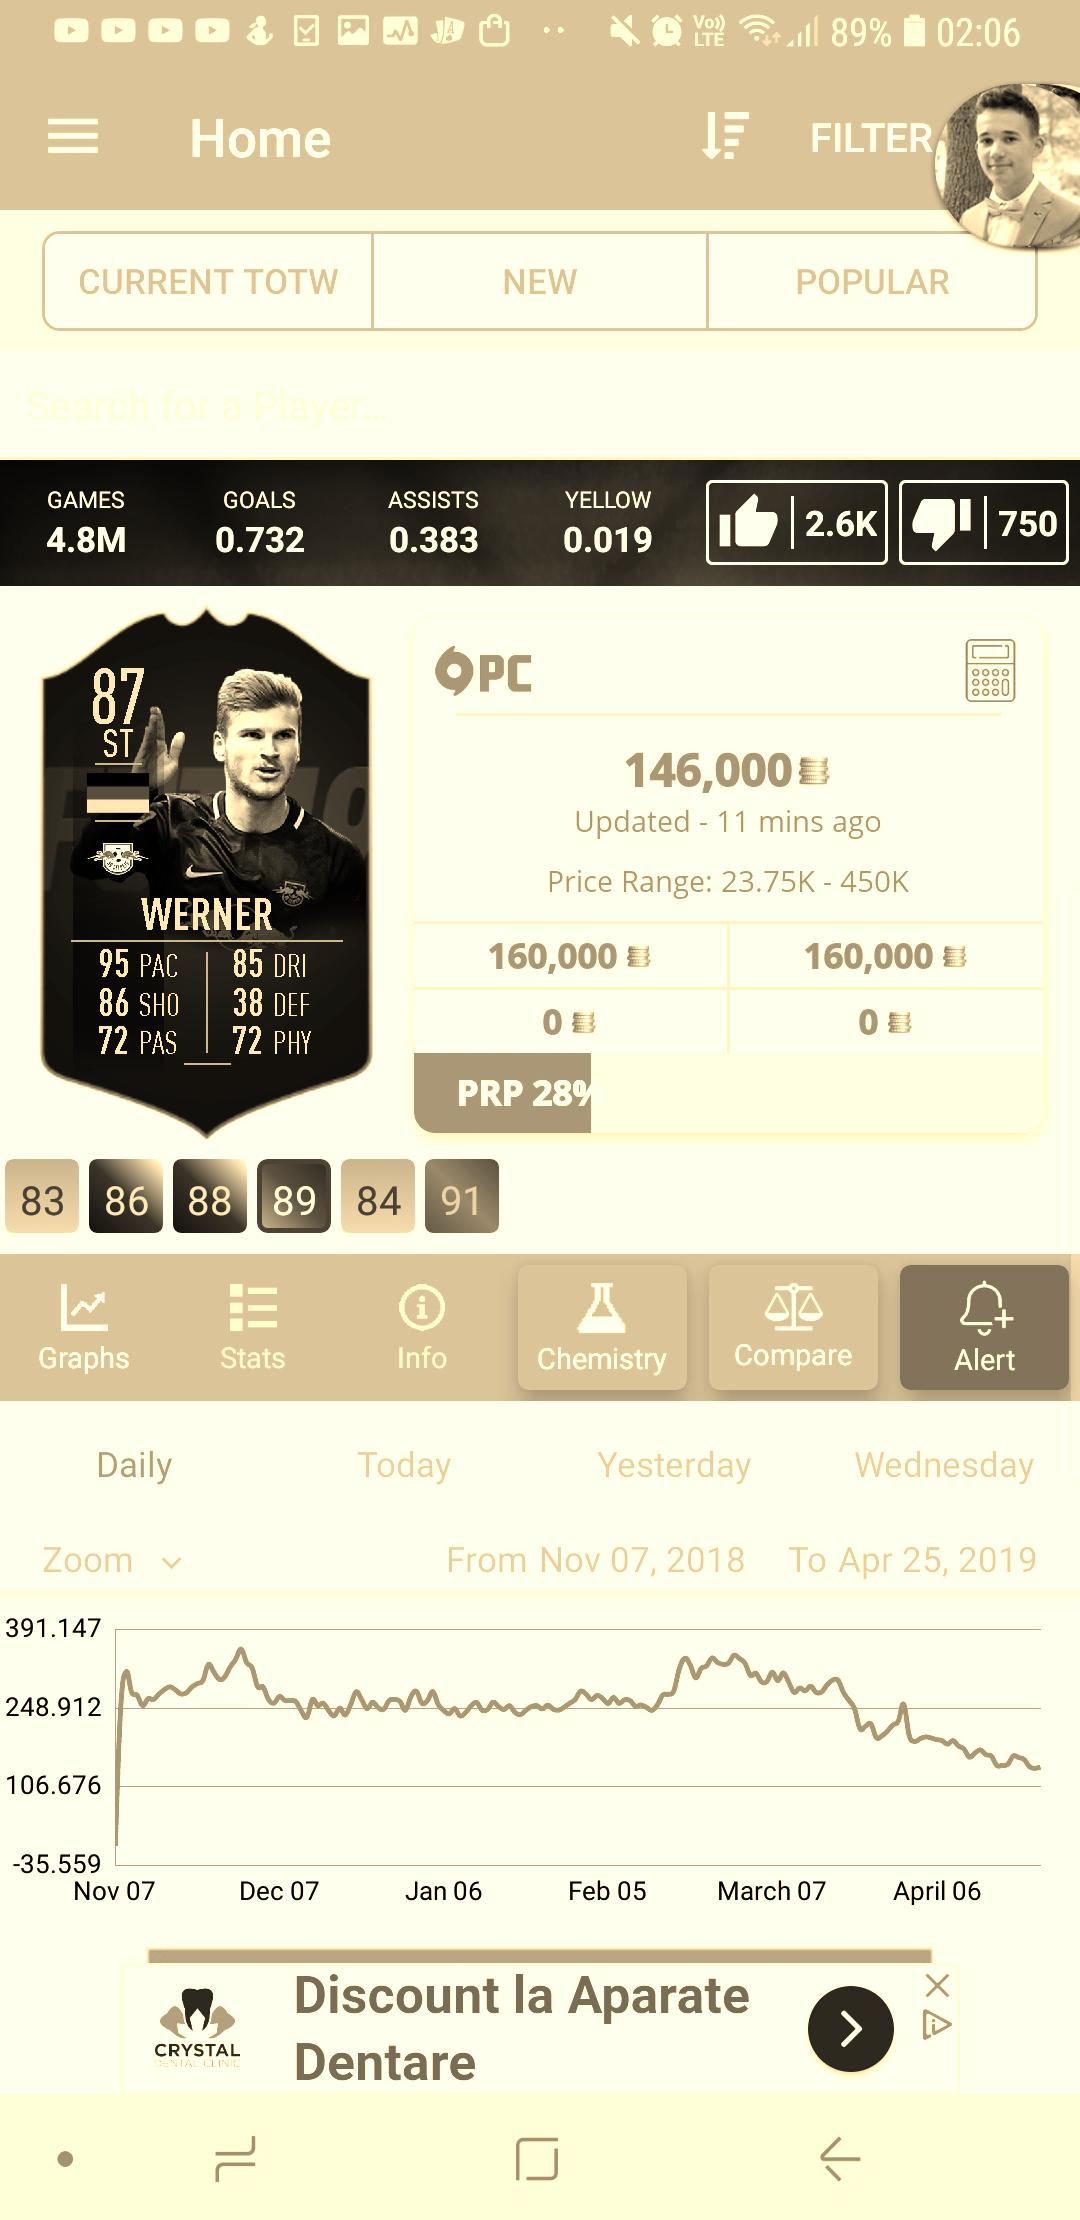 Vo)) LTE 89% 02:06
Home FILTER
CURRENT TOTW NEW POPULAR
Search for a Player...
GAMES GOALS ASSISTS YELLOW
4.8M 0.732 0.383 0.019 2.6K 750
87
ST
WERNER
95 PAC 85 DRI
86 SHO 38 DEF
72 PAS 72 PHY
PC
146,000
Updated - 11 mins ago
Price Range: 23.75K - 450K
160,000 160,000
0 0
PRP 28%
83 86 88 89 84 91
Graphs Stats Info Chemistry Compare Alert
Daily Today Yesterday Wednesday
Zoom From Nov 07, 2018 To Apr 25, 2019
391.147
248.912
106.676
-35.559
Nov 07 Dec 07 Jan 06 Feb 05 March 07 April 06
Discount la Aparate
Dentare
CRYSTAL
DENTAL CLINIC